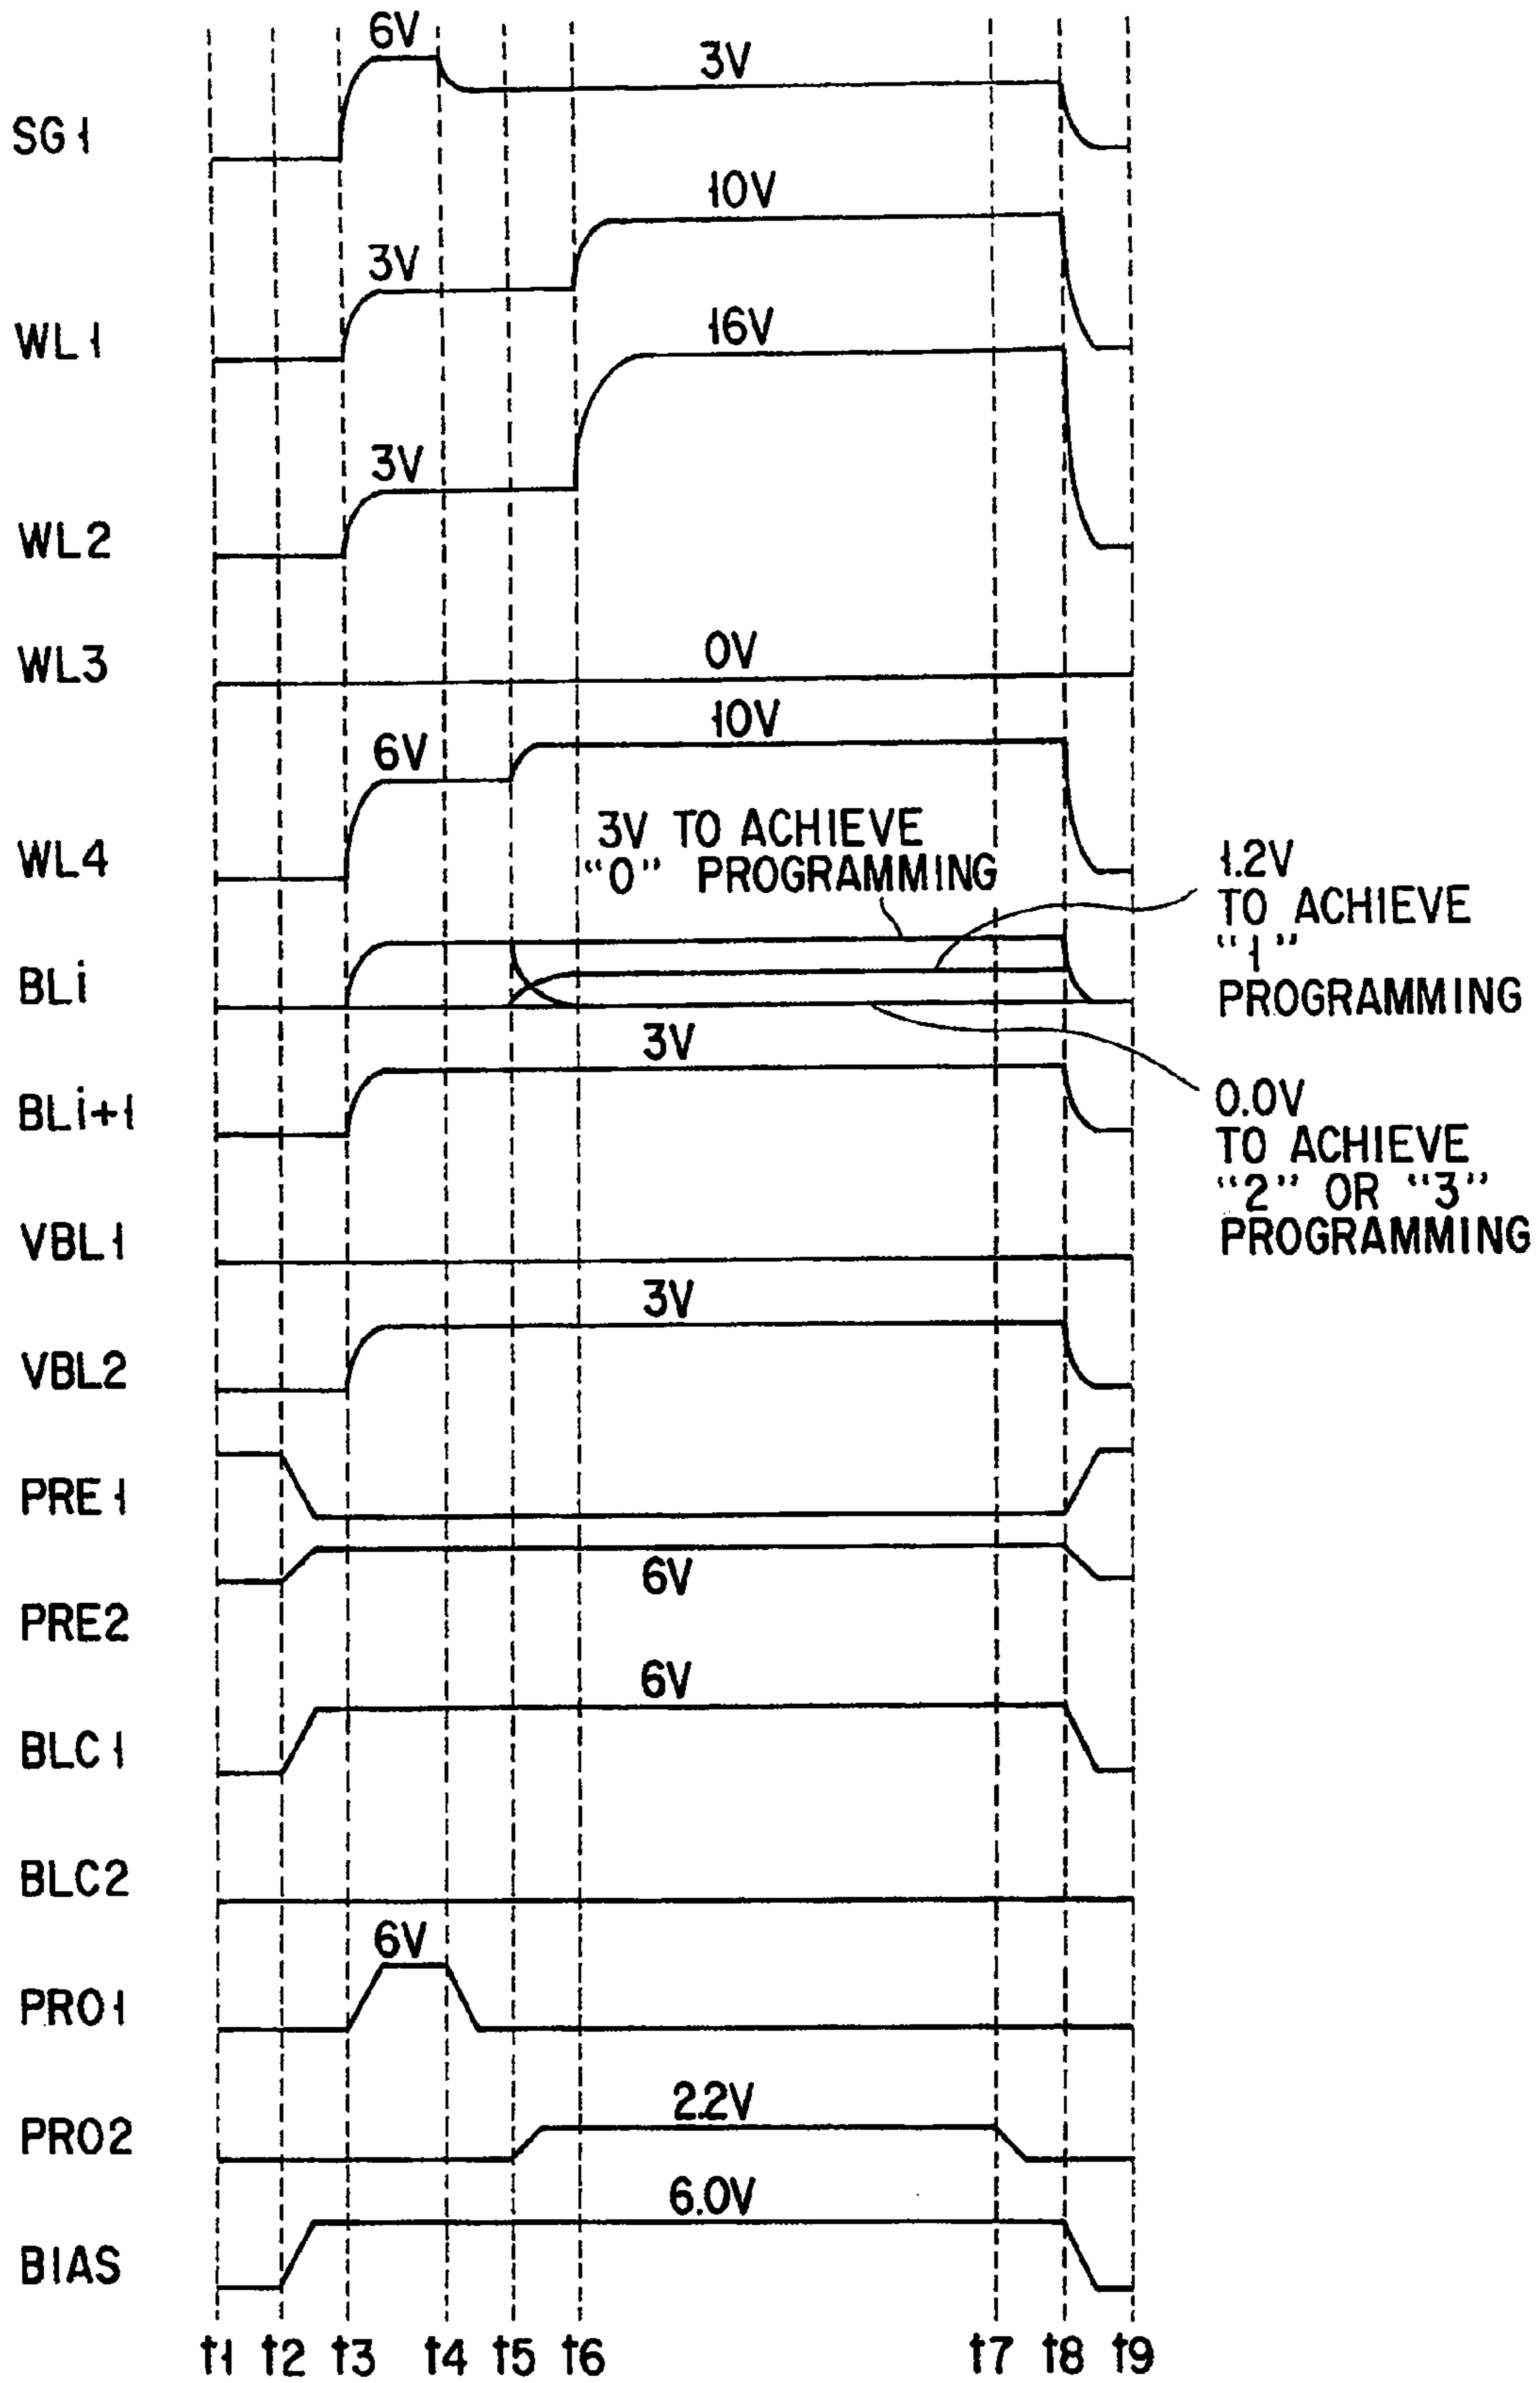 6V
3V
SG1
10V
3V
WL1
16V
3V
WL2
0V
WL3
10V
6V
WL4
3V TO ACHIEVE
“0” PROGRAMMING
1.2V
TO ACHIEVE
“1”
PROGRAMMING
BLi
3V
BLi+1
0.0V
TO ACHIEVE
“2” OR “3”
PROGRAMMING
VBL1
3V
VBL2
PRE1
6V
PRE2
6V
BLC1
BLC2
6V
PRO1
2.2V
PRO2
6.0V
BIAS
t1 t2 t3 t4 t5 t6 t7 t8 t9